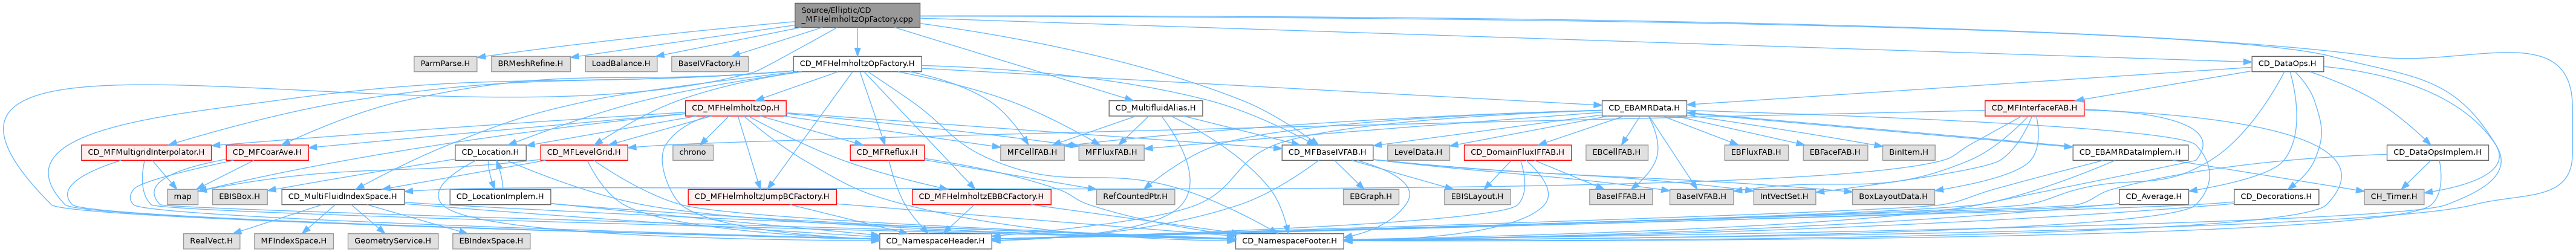 Source/Elliptic/CD
_MFHelmholtzOpFactory.cpp
ParmParse.H
BRMeshRefine.H
LoadBalance.H
BaseIVFactory.H
CD_MFHelmholtzOpFactory.H
CD_DataOps.H
CD_MFHelmholtzOp.H
CD_MultifluidAlias.H
CD_EBAMRData.H
CD_MFInterfaceFAB.H
CD_MFMultigridInterpolator.H
CD_MFCoarAve.H
CD_Location.H
CD_MFLevelGrid.H
chrono
CD_MFReflux.H
MFCellFAB.H
MFFluxFAB.H
CD_MFBaseIVFAB.H
LevelData.H
CD_DomainFluxIFFAB.H
EBCellFAB.H
EBFluxFAB.H
EBFaceFAB.H
BinItem.H
CD_EBAMRDataImplem.H
CD_DataOpsImplem.H
map
EBISBox.H
CD_MultiFluidIndexSpace.H
CD_LocationImplem.H
CD_MFHelmholtzJumpBCFactory.H
CD_MFHelmholtzEBBCFactory.H
RefCountedPtr.H
EBGraph.H
EBISLayout.H
BaseIFFAB.H
BaseIVFAB.H
IntVectSet.H
BoxLayoutData.H
CD_Average.H
CD_Decorations.H
CH_Timer.H
RealVect.H
MFIndexSpace.H
GeometryService.H
EBIndexSpace.H
CD_NamespaceHeader.H
CD_NamespaceFooter.H